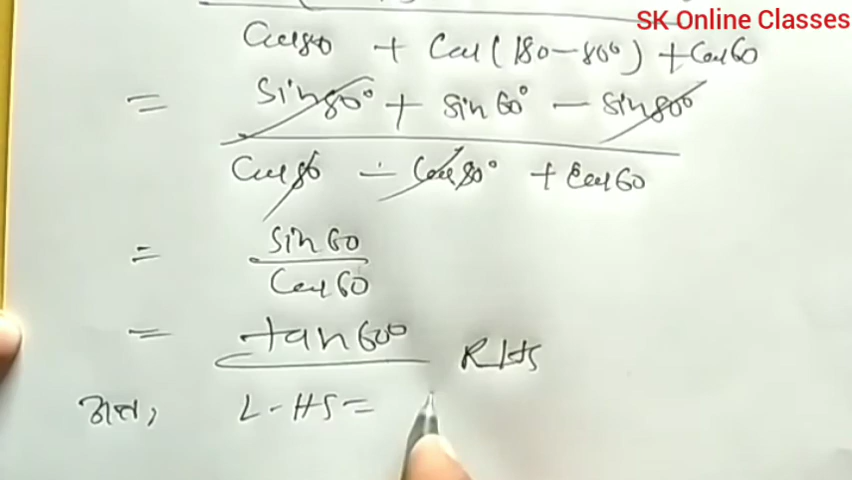 SK Online Classes
Cos80 + Cos(180-80°) + Cos60
= Sin80° + Sin60° - Sin80°
Cos80 - Cos80° + Cos60
= Sin60
Cos60
= tan60° RHS
अतः, L-HS =